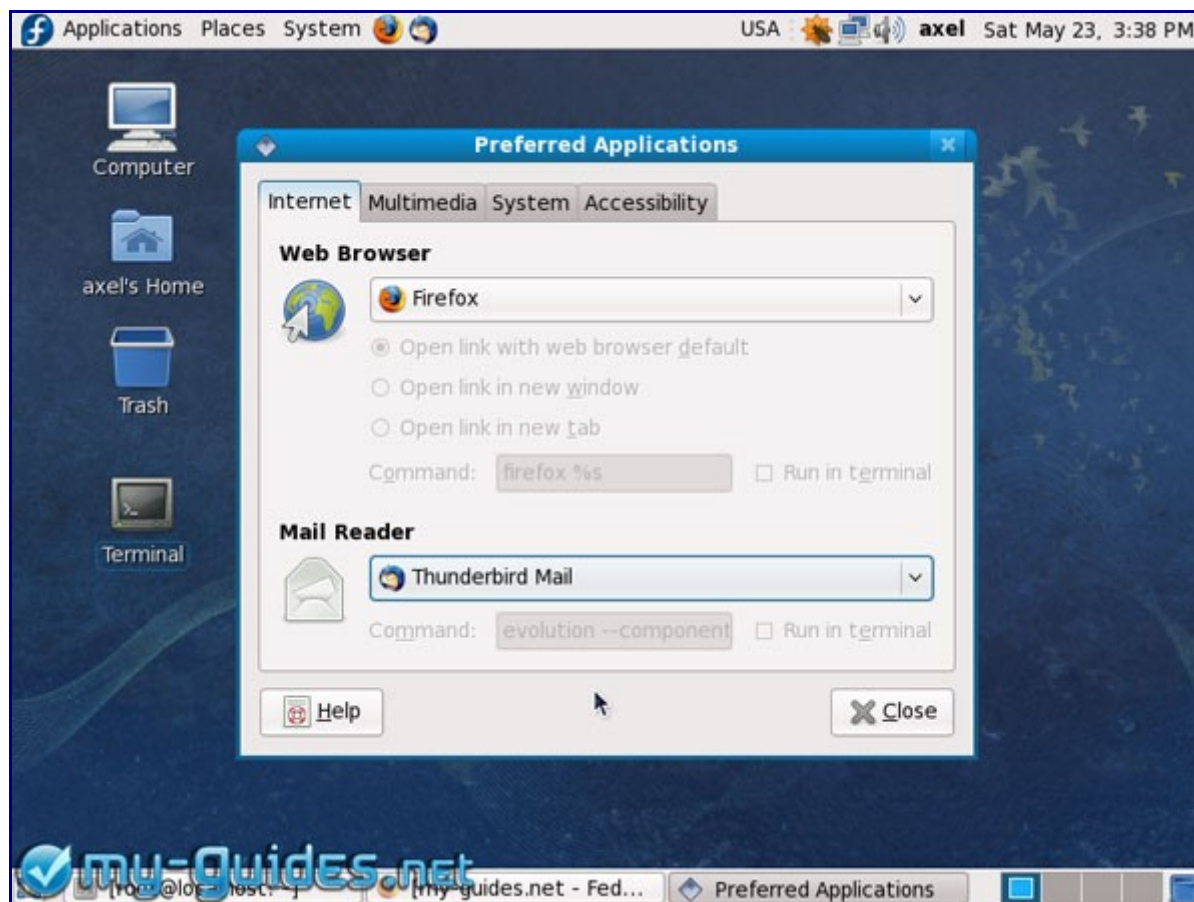 Applications Places System USA axel Sat May 23, 3:38 PM
Computer
axel's Home
Trash
Terminal
Preferred Applications
Internet Multimedia System Accessibility
Web Browser
Firefox
Open link with web browser default
Open link in new window
Open link in new tab
Command: firefox %s Run in terminal
Mail Reader
Thunderbird Mail
Command: evolution --component Run in terminal
Help Close
my-guides.net
[my-guides.net - Fed... Preferred Applications